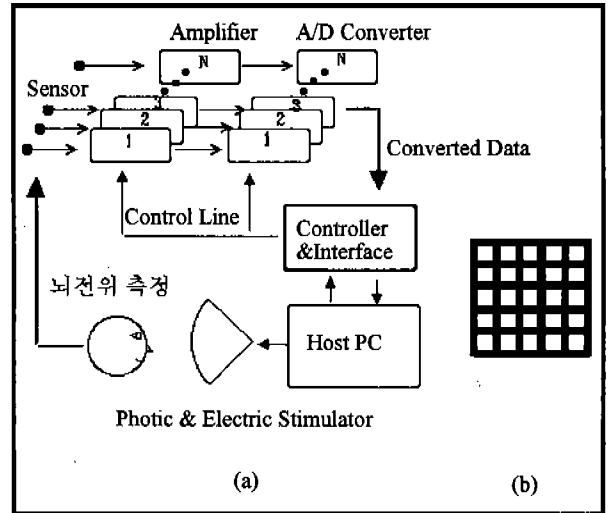 Amplifier A/D Converter
N N
Sensor
3 3
2 2
1 1
Converted Data
Control Line
Controller
&Interface
뇌전위 측정
Host PC
Photic & Electric Stimulator
(a) (b)